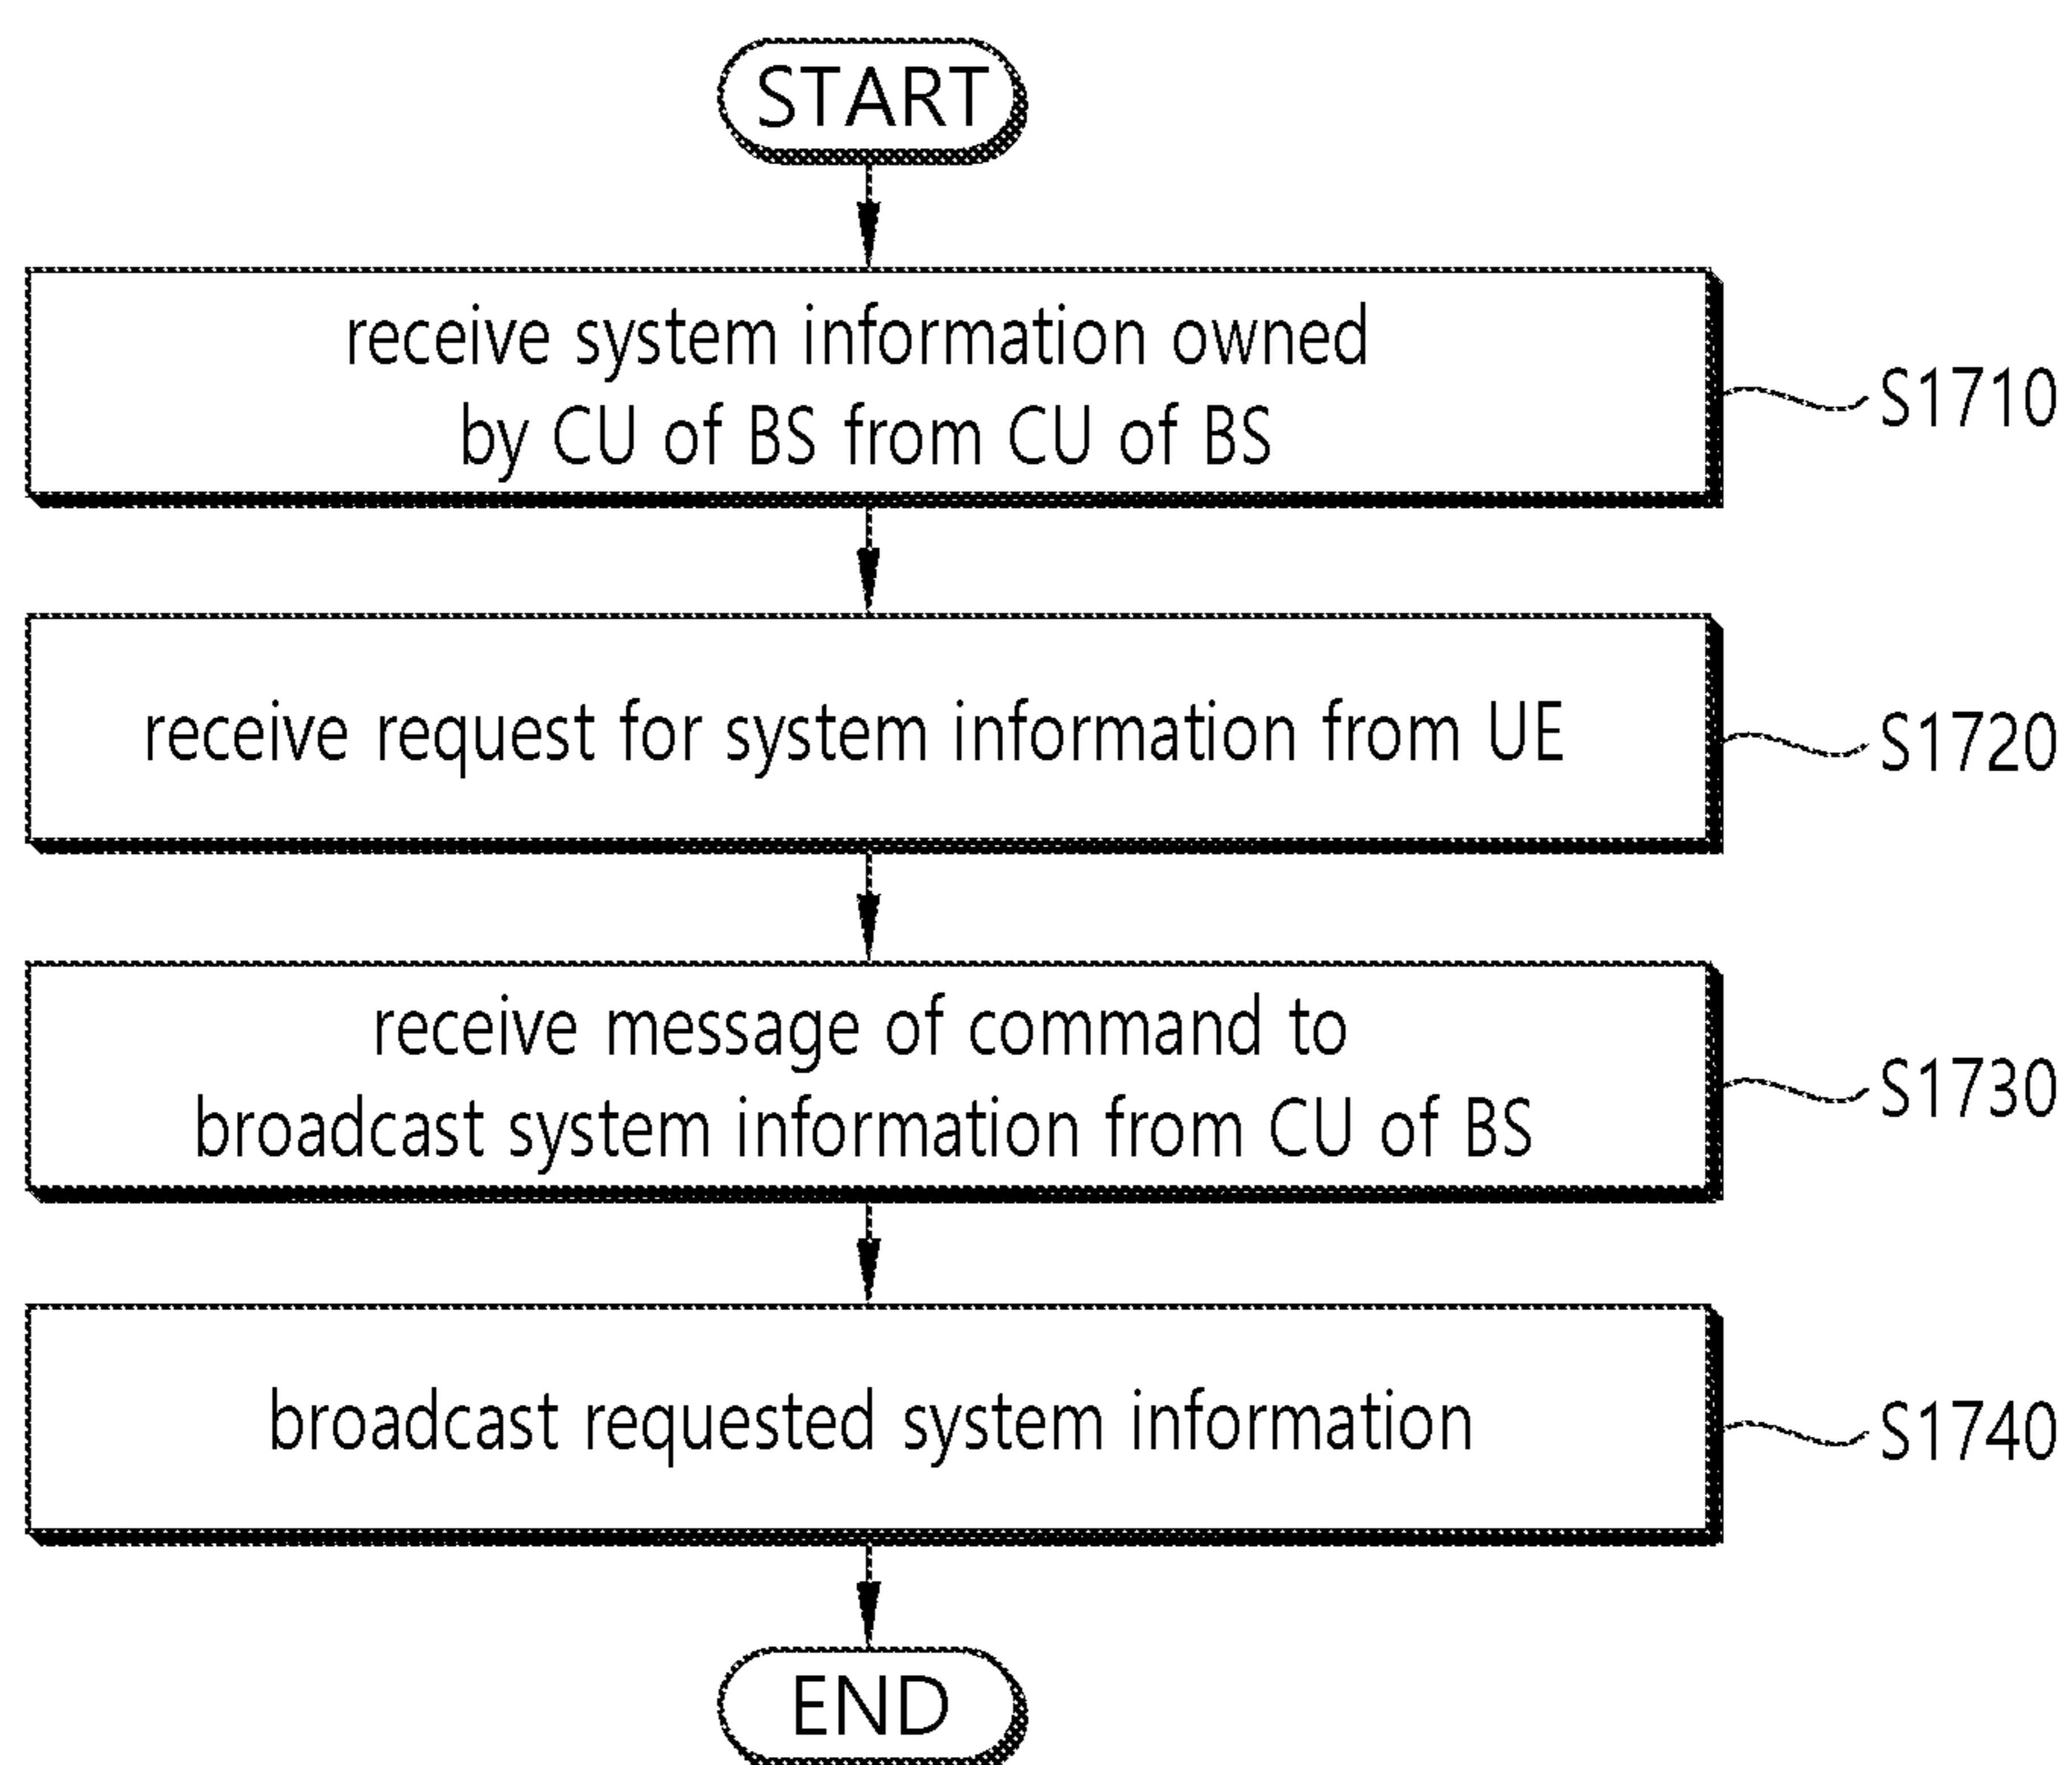 START
receive system information owned
by CU of BS from CU of BS
S1710
receive request for system information from UE
S1720
receive message of command to
broadcast system information from CU of BS
S1730
broadcast requested system information
S1740
END